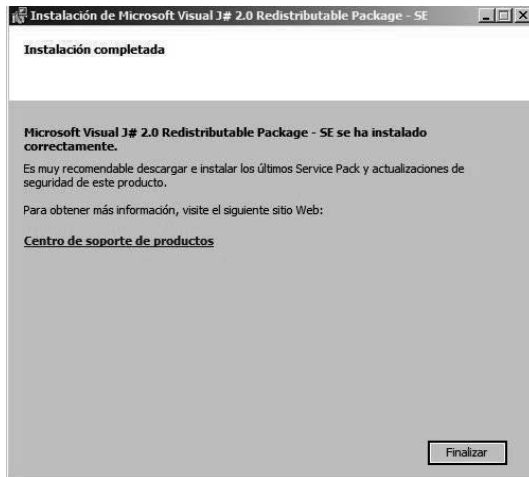 Instalación de Microsoft Visual J# 2.0 Redistributable Package - SE
Instalación completada
Microsoft Visual J# 2.0 Redistributable Package - SE se ha instalado
correctamente.
Es muy recomendable descargar e instalar los últimos Service Pack y actualizaciones de
seguridad de este producto.
Para obtener más información, visite el siguiente sitio Web:
Centro de soporte de productos
Finalizar